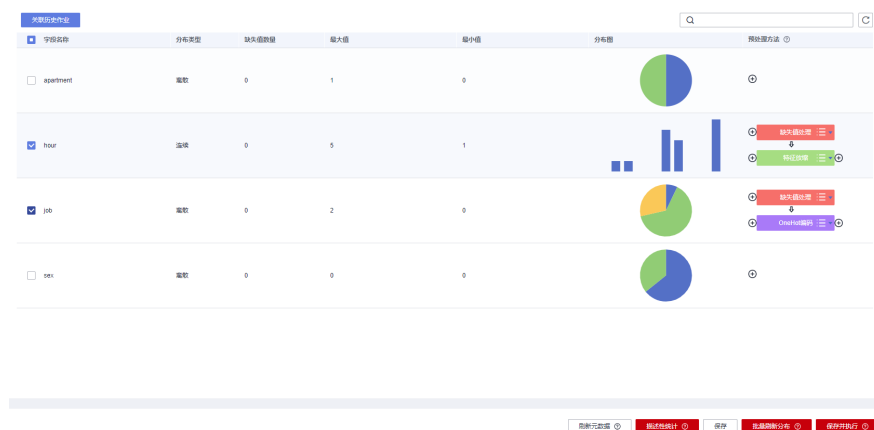 关联历史作业
字段名称 分布类型 缺失值数量 最大值 最小值 分布图 预处理方法
apartment 离散 0 1 0
hour 连续 0 5 1 缺失值处理
特征放缩
job 离散 0 2 0 缺失值处理
OneHot编码
sex 离散 0 0 0
刷新元数据 描述性统计 保存 批量刷新分布 保存并执行